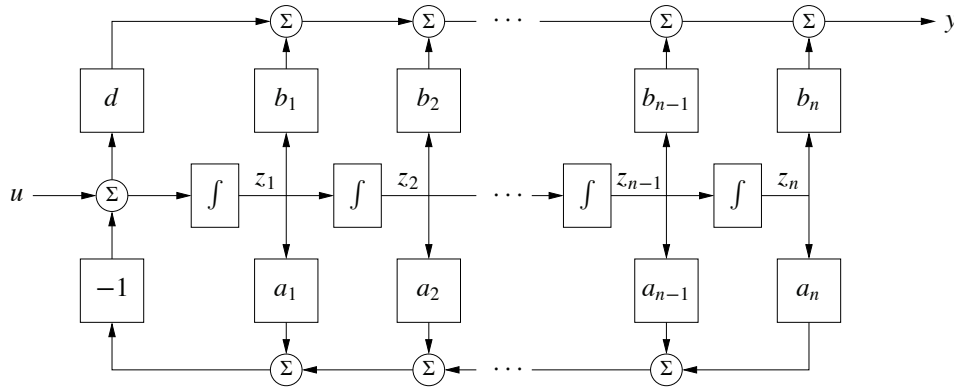 Σ Σ ··· Σ Σ y
d b₁ b₂ bₙ₋₁ bₙ
u Σ ∫ z₁ ∫ z₂ ··· ∫ zₙ₋₁ ∫ zₙ
−1 a₁ a₂ aₙ₋₁ aₙ
Σ Σ ··· Σ